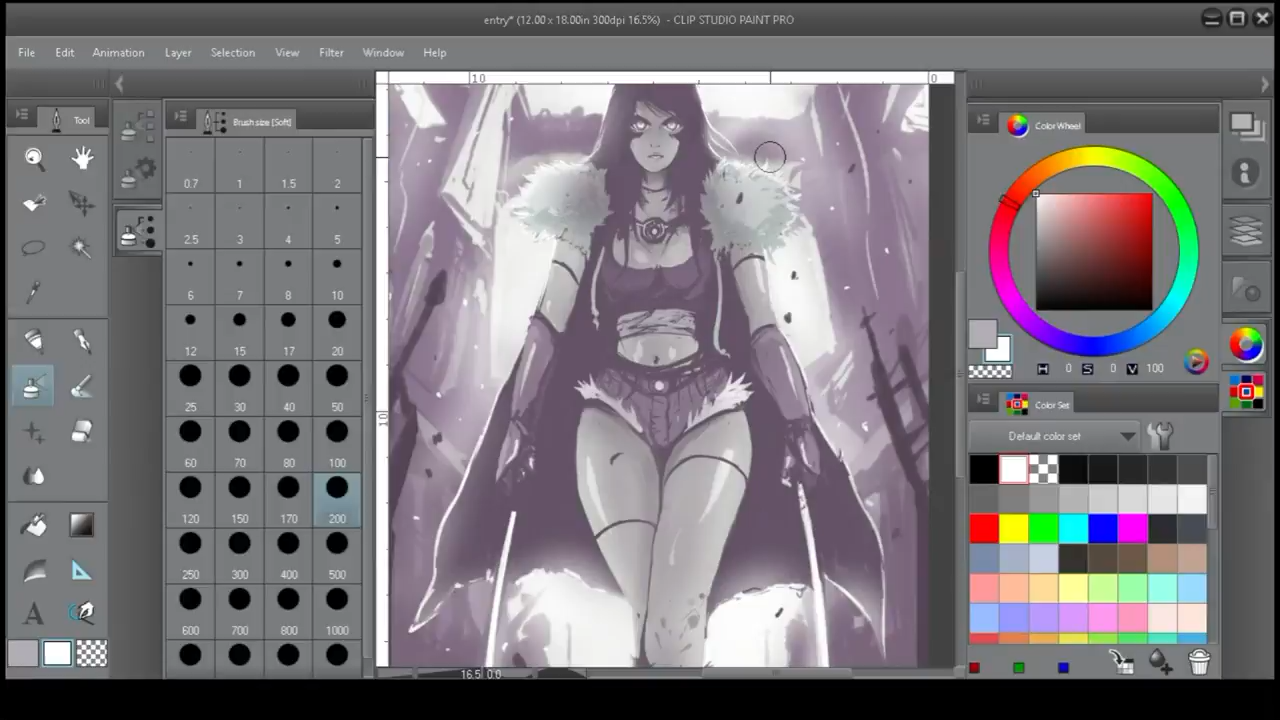 entry* (12.00 x 18.00in 300dpi 16.5%) - CLIP STUDIO PAINT PRO
File Edit Animation Layer Selection View Filter Window Help
10 0
Tool
Brush size [Soft]
Color Wheel
0.7 1 1.5 2
2.5 3 4 5
6 7 8 10
12 15 17 20
25 30 40 50
60 70 80 100
120 150 170 200
250 300 400 500
600 700 800 1000
10
H 0 S 0 V 100
Color Set
Default color set
16.5 0.0